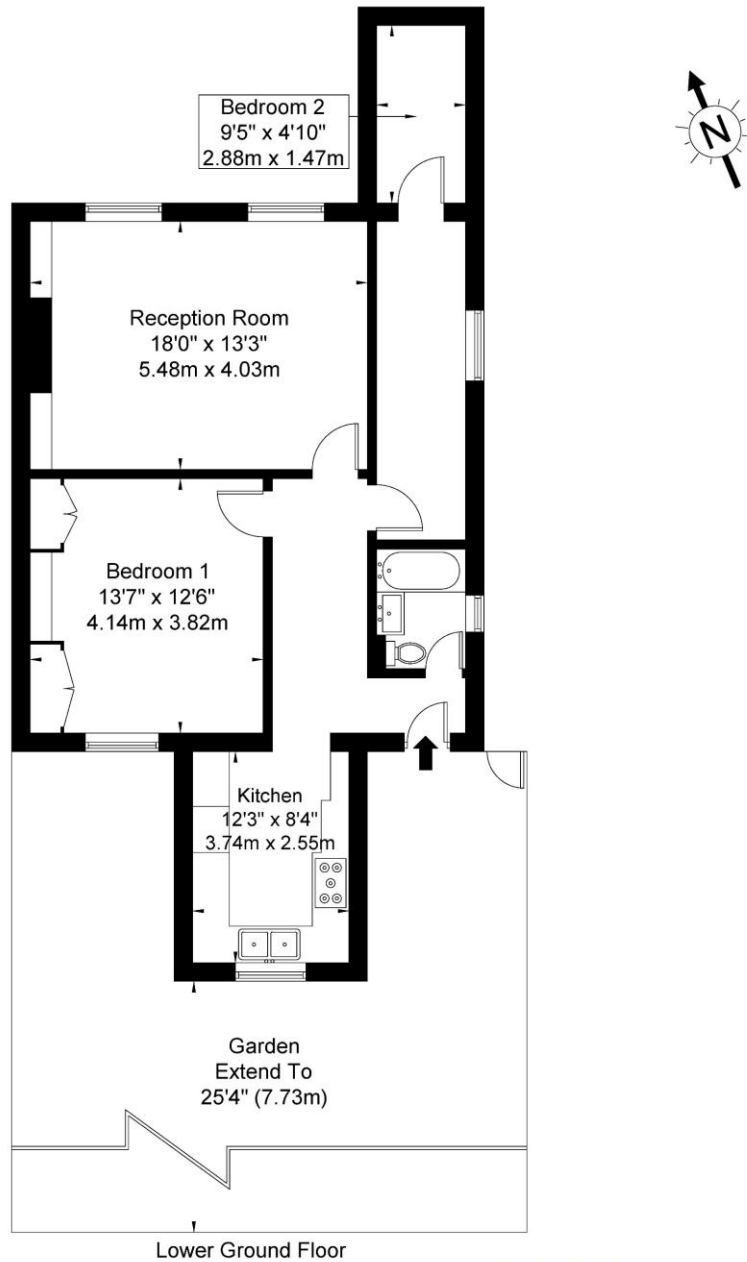 Bedroom 2
9'5" x 4'10"
2.88m x 1.47m
N
Reception Room
18'0" x 13'3"
5.48m x 4.03m
Bedroom 1
13'7" x 12'6"
4.14m x 3.82m
Kitchen
12'3" x 8'4"
3.74m x 2.55m
Garden
Extend To
25'4" (7.73m)
Lower Ground Floor